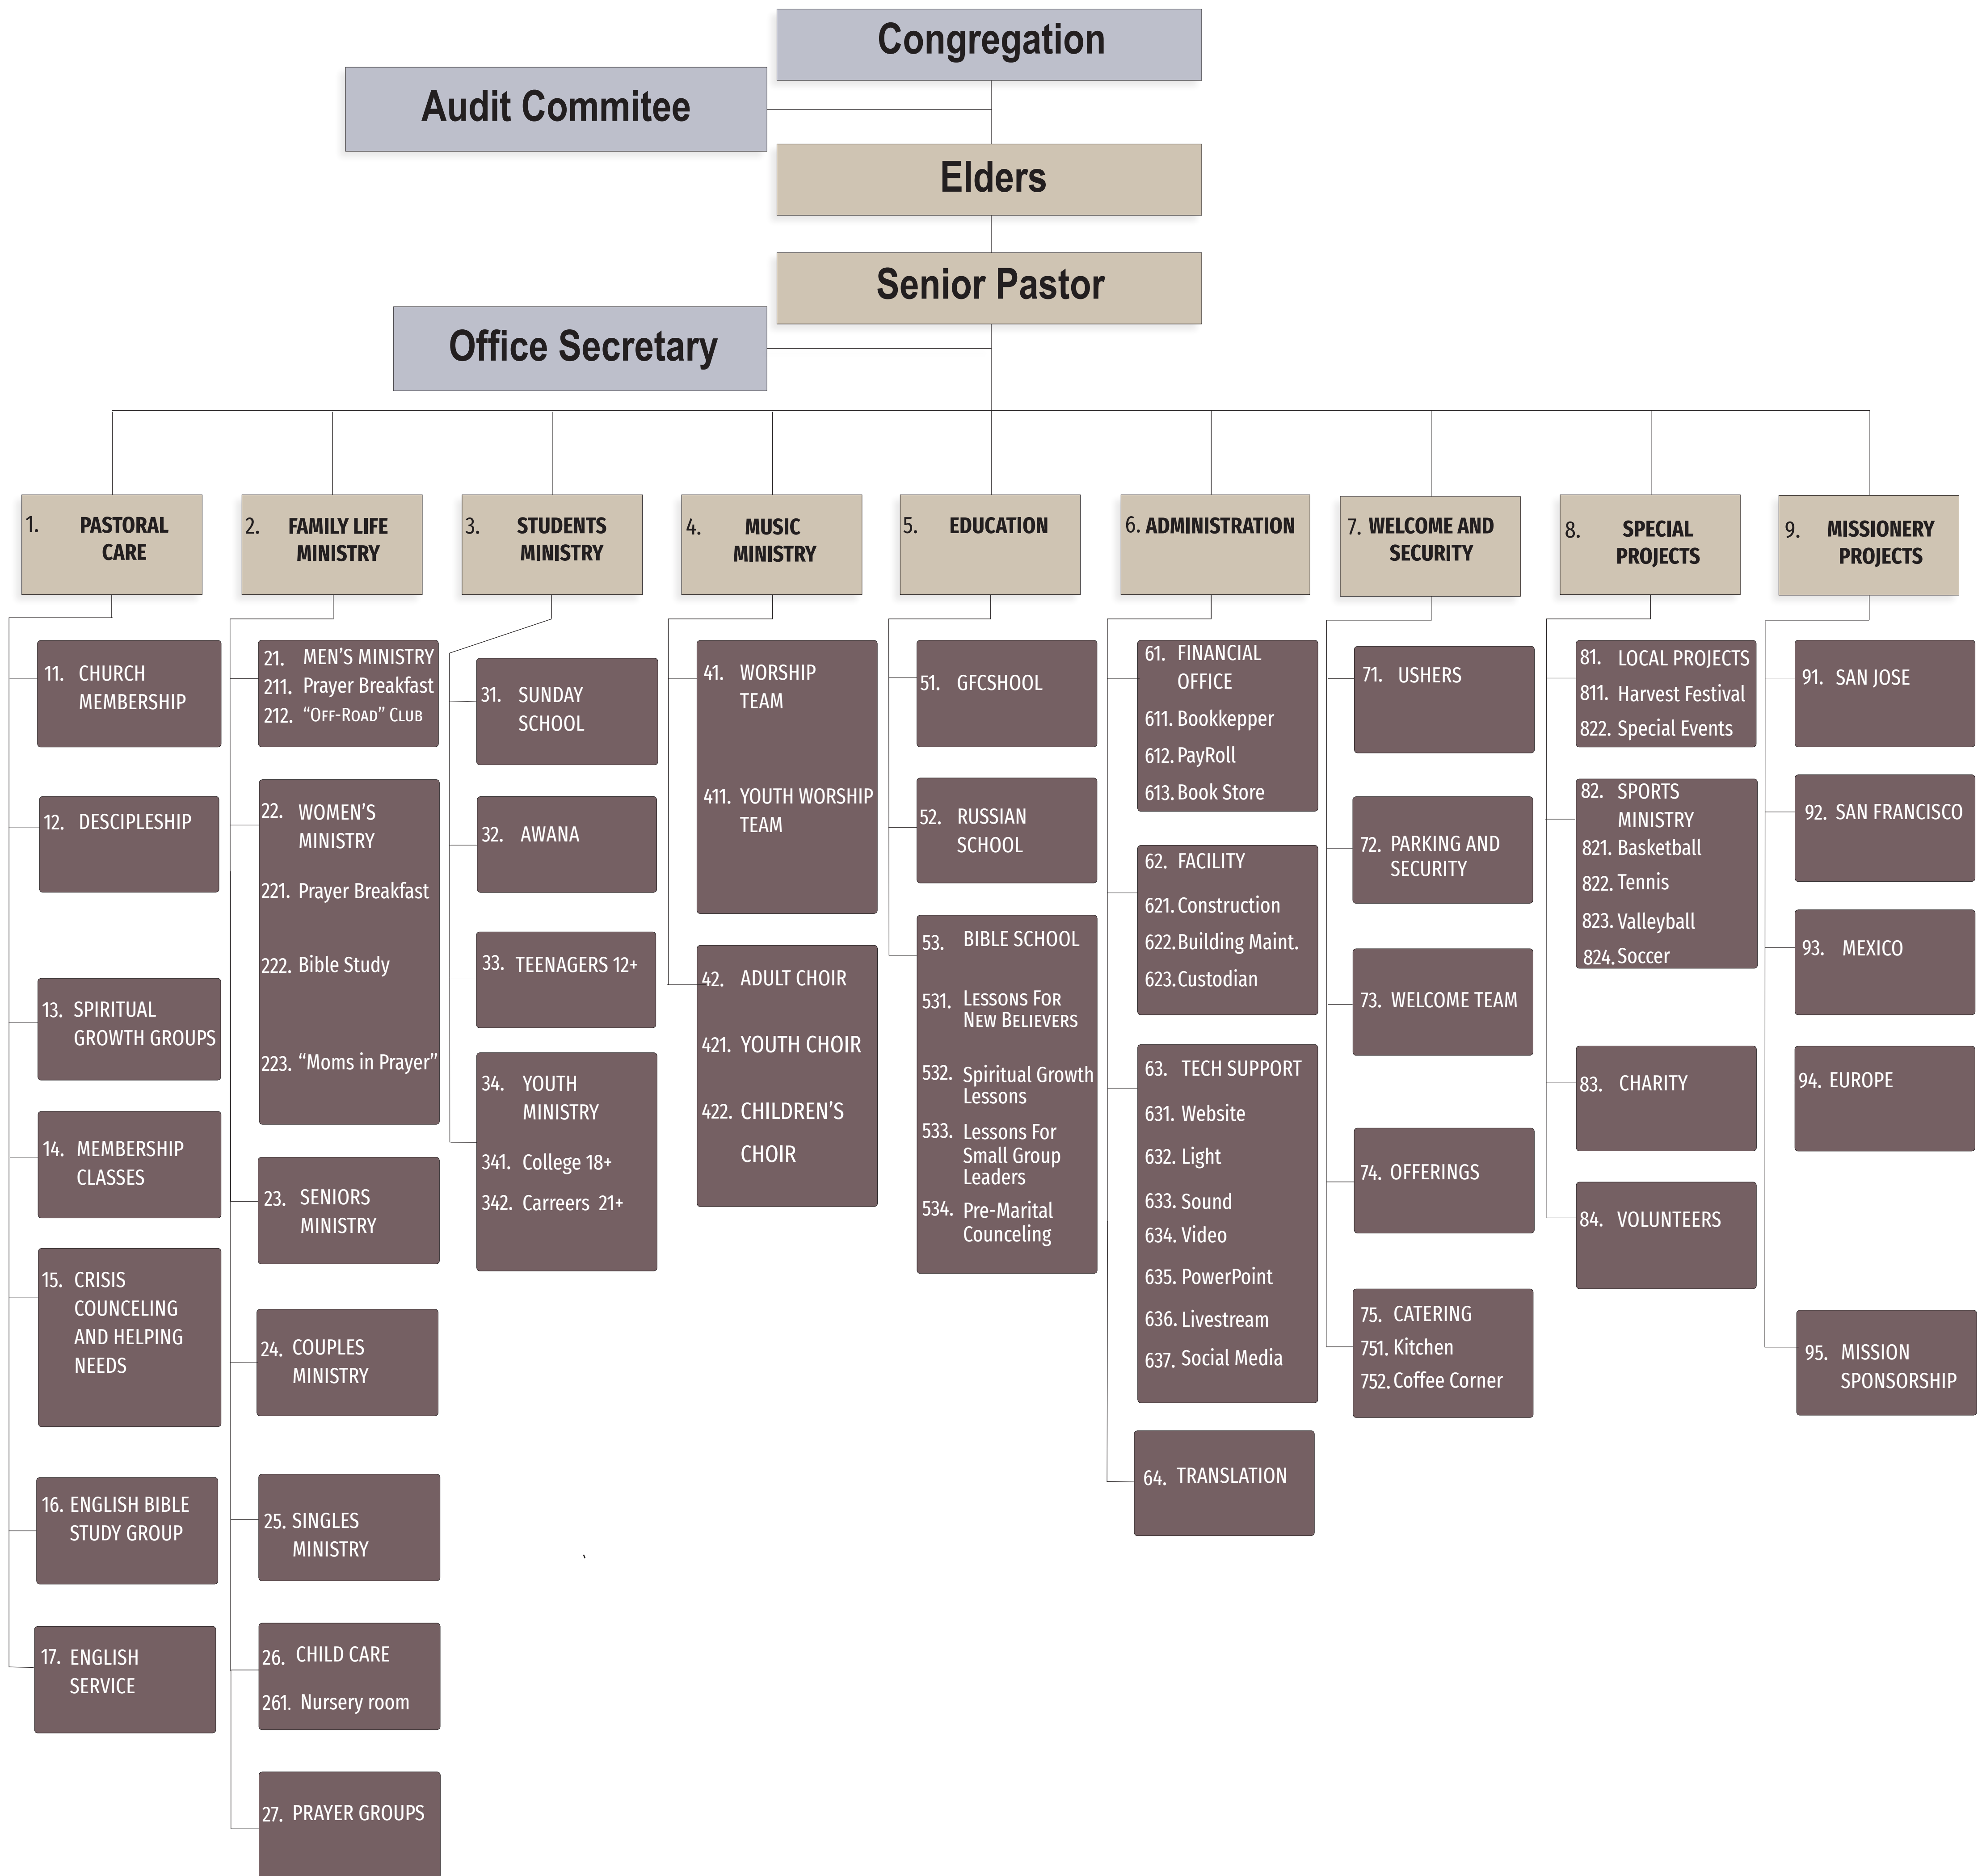 Congregation
Audit Commitee
Elders
Senior Pastor
Office Secretary
1. PASTORAL
CARE
11. CHURCH
MEMBERSHIP
12. DESCIPLESHIP
13. SPIRITUAL
GROWTH GROUPS
14. MEMBERSHIP
CLASSES
15. CRISIS
COUNCELING
AND HELPING
NEEDS
16. ENGLISH BIBLE
STUDY GROUP
17. ENGLISH
SERVICE
2. FAMILY LIFE
MINISTRY
21. MEN’S MINISTRY
211. Prayer Breakfast
212. “Off-Road” Club
22. WOMEN’S
MINISTRY
221. Prayer Breakfast
222. Bible Study
223. “Moms in Prayer”
23. SENIORS
MINISTRY
24. COUPLES
MINISTRY
25. SINGLES
MINISTRY
26. CHILD CARE
261. Nursery room
27. PRAYER GROUPS
3. STUDENTS
MINISTRY
31. SUNDAY
SCHOOL
32. AWANA
33. TEENAGERS 12+
34. YOUTH
MINISTRY
341. College 18+
342. Carreers 21+
4. MUSIC
MINISTRY
41. WORSHIP
TEAM
411. YOUTH WORSHIP
TEAM
42. ADULT CHOIR
421. YOUTH CHOIR
422. CHILDREN’S
CHOIR
5. EDUCATION
51. GFCSHOOL
52. RUSSIAN
SCHOOL
53. BIBLE SCHOOL
531. Lessons For
New Believers
532. Spiritual Growth
Lessons
533. Lessons For
Small Group
Leaders
534. Pre-Marital
Counceling
6. ADMINISTRATION
61. FINANCIAL
OFFICE
611. Bookkepper
612. PayRoll
613. Book Store
62. FACILITY
621. Construction
622. Building Maint.
623. Custodian
63. TECH SUPPORT
631. Website
632. Light
633. Sound
634. Video
635. PowerPoint
636. Livestream
637. Social Media
64. TRANSLATION
7. WELCOME AND
SECURITY
71. USHERS
72. PARKING AND
SECURITY
73. WELCOME TEAM
74. OFFERINGS
75. CATERING
751. Kitchen
752. Coffee Corner
8. SPECIAL
PROJECTS
81. LOCAL PROJECTS
811. Harvest Festival
822. Special Events
82. SPORTS
MINISTRY
821. Basketball
822. Tennis
823. Valleyball
824. Soccer
83. CHARITY
84. VOLUNTEERS
9. MISSIONERY
PROJECTS
91. SAN JOSE
92. SAN FRANCISCO
93. MEXICO
94. EUROPE
95. MISSION
SPONSORSHIP